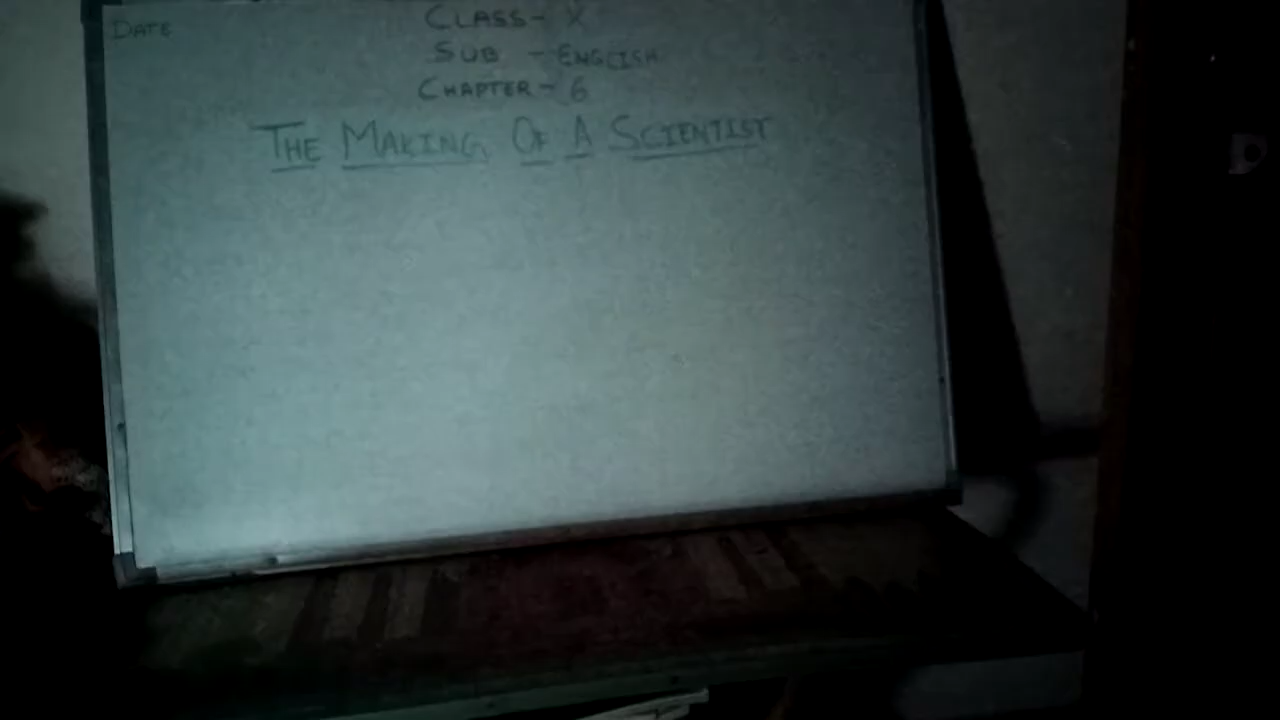 DATE
CLASS- X
SUB - ENGLISH
CHAPTER- 6
THE MAKING OF A SCIENTIST